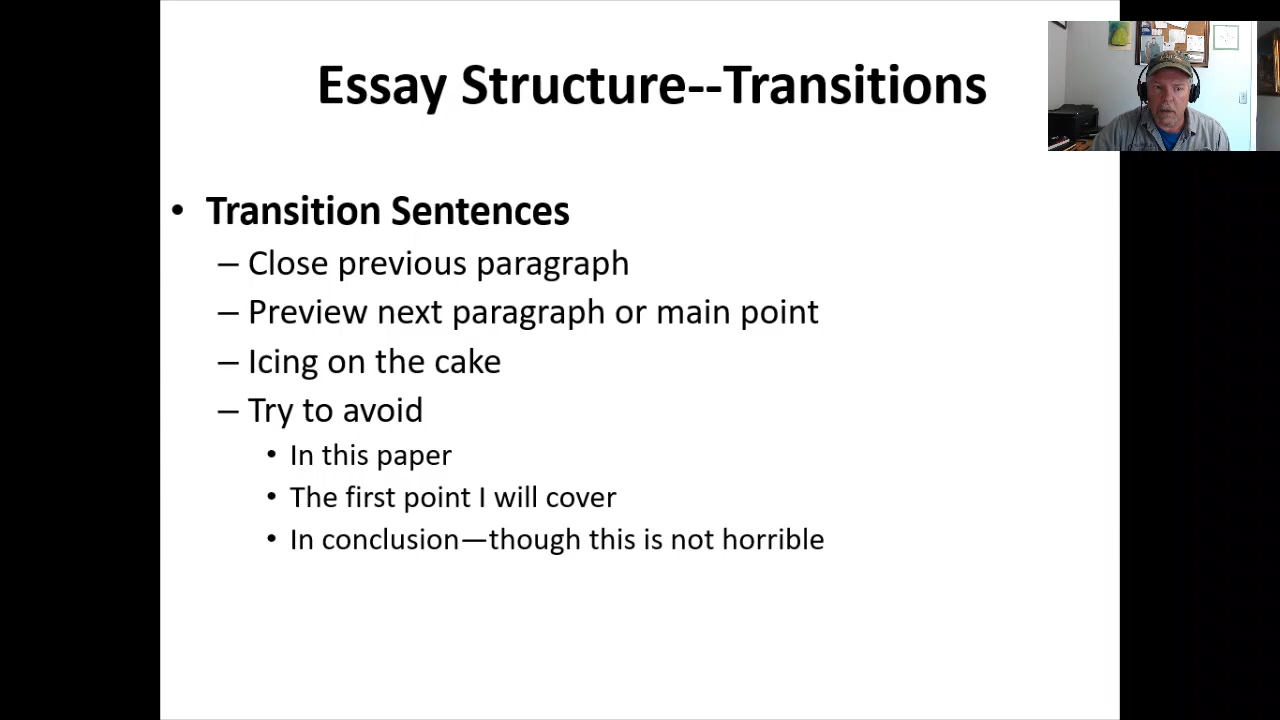 Essay Structure--Transitions
• Transition Sentences
– Close previous paragraph
– Preview next paragraph or main point
– Icing on the cake
– Try to avoid
• In this paper
• The first point I will cover
• In conclusion—though this is not horrible